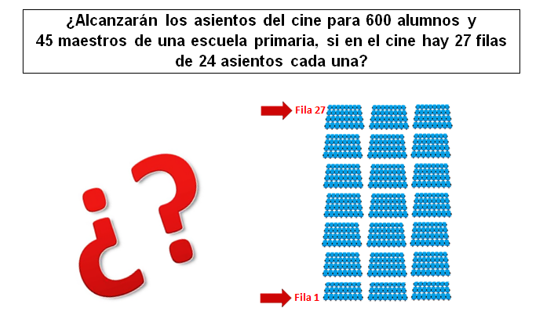 ¿Alcanzarán los asientos del cine para 600 alumnos y
45 maestros de una escuela primaria, si en el cine hay 27 filas
de 24 asientos cada una?
Fila 27
¿?
Fila 1